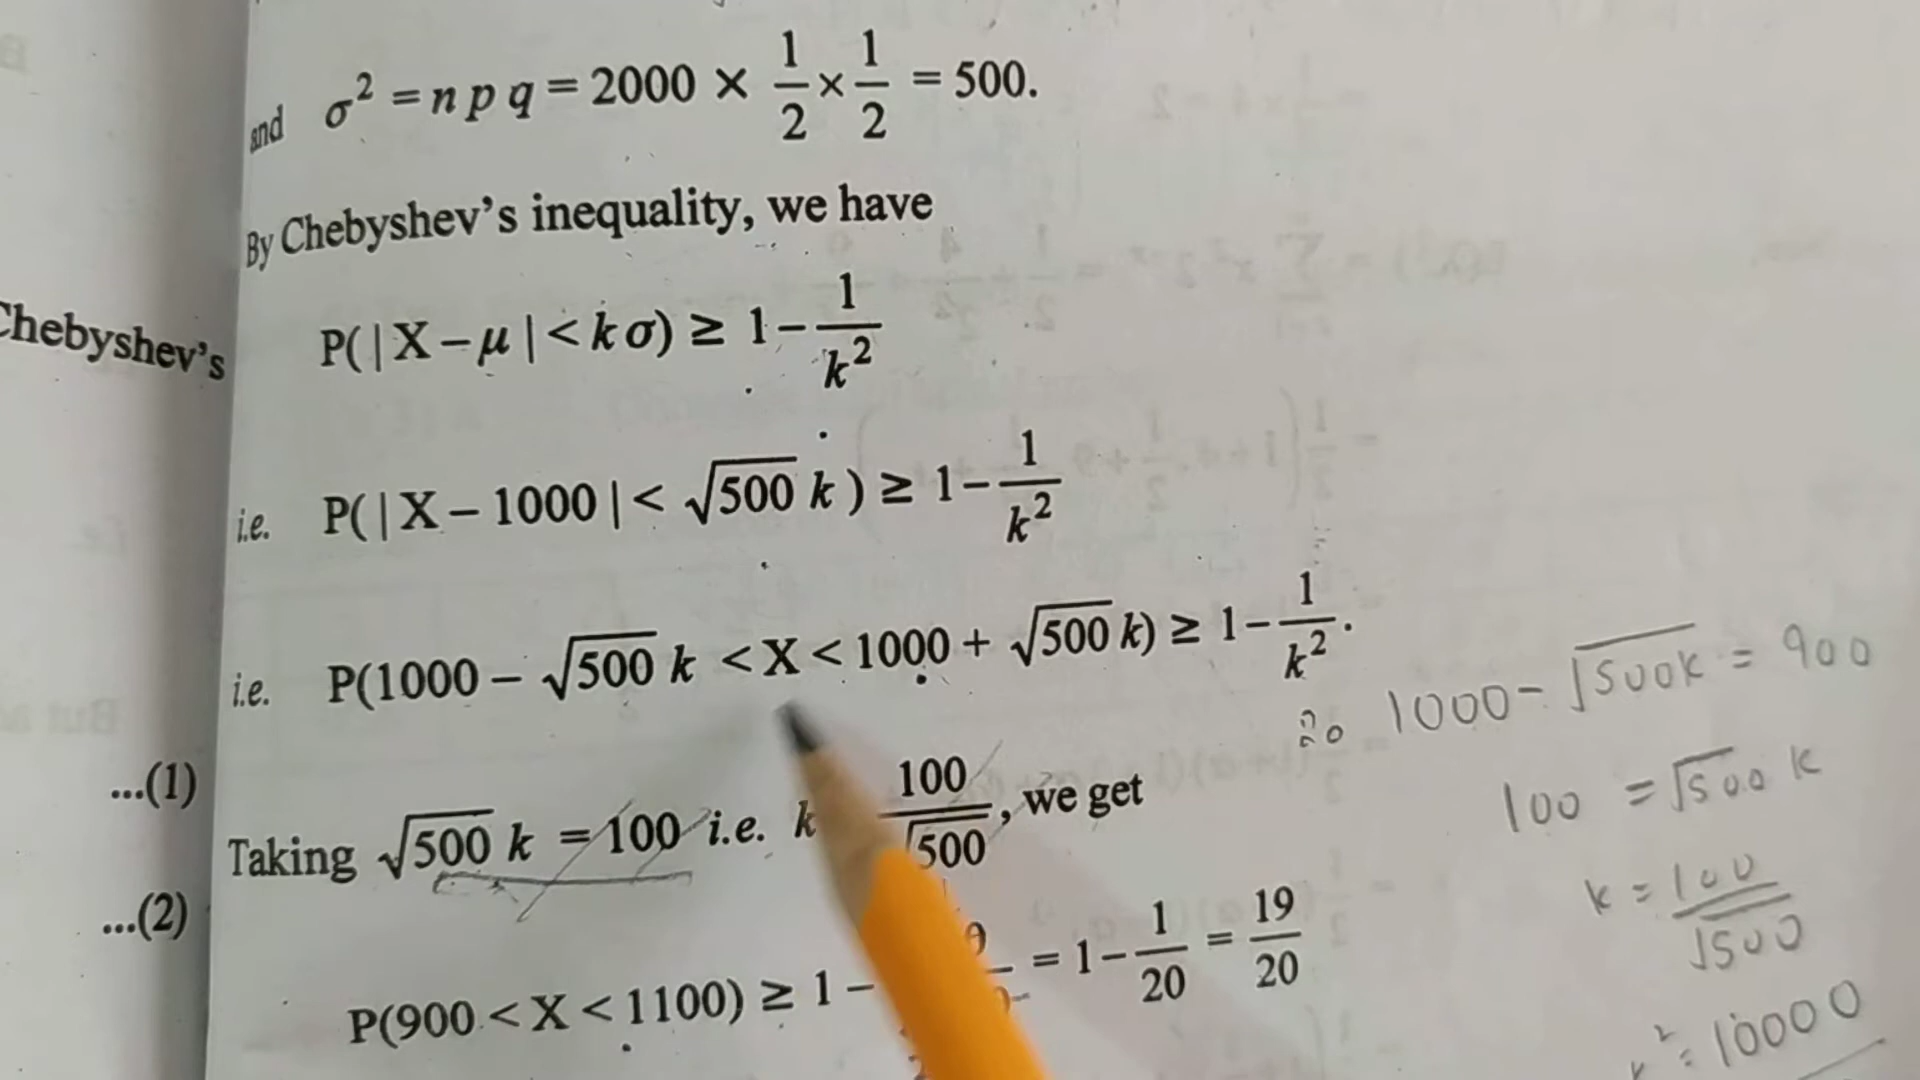 and σ² = n p q = 2000 × 1/2 × 1/2 = 500.
By Chebyshev's inequality, we have
P(| X – μ | < k σ) ≥ 1 – 1/k²
i.e. P(| X – 1000 | < √500 k) ≥ 1 – 1/k²
i.e. P(1000 – √500 k < X < 1000 + √500 k) ≥ 1 – 1/k².
Taking √500 k = 100 i.e. k 100/√500, we get
P(900 < X < 1100) ≥ 1 – = 1 – 1/20 = 19/20
Chebyshev's
...(1)
...(2)
1000 – √500k = 900
100 = √500 k
k = 100/√500
² = 10000